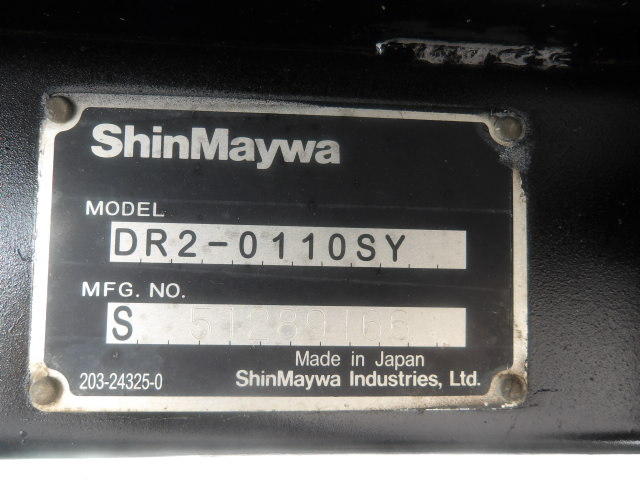 ShinMaywa
MODEL
DR2-0110SY
MFG. NO.
S
Made in Japan
203-24325-0
ShinMaywa Industries, Ltd.